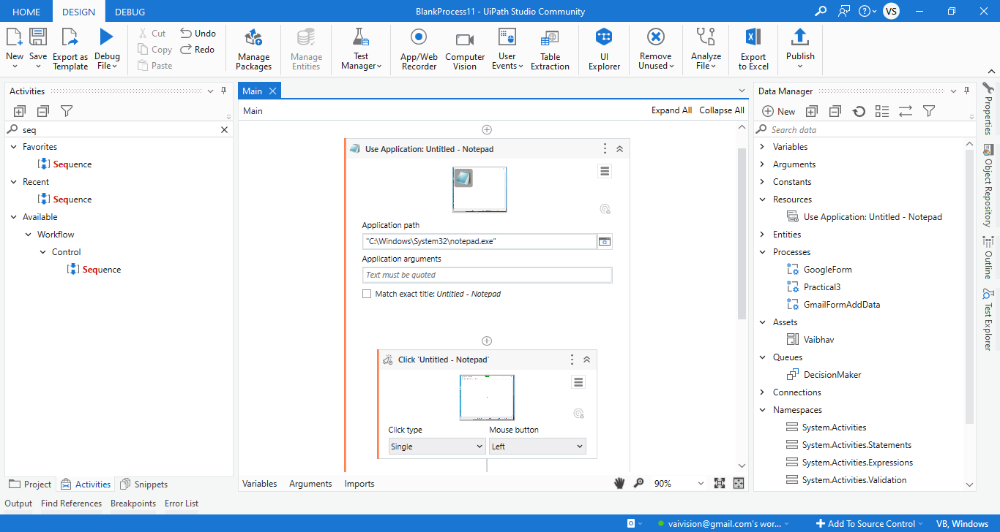 HOME DESIGN DEBUG BlankProcess11 - UiPath Studio Community VS
New Save Export as Template Debug File Cut Copy Paste Undo Redo Manage Packages Manage Entities Test Manager App/Web Recorder Computer Vision User Events Table Extraction UI Explorer Remove Unused Analyze File Export to Excel Publish
Activities
seq
Favorites
Sequence
Recent
Sequence
Available
Workflow
Control
Sequence
Project Activities Snippets
Main
Main Expand All Collapse All
Use Application: Untitled - Notepad
Application path
"C:\Windows\System32\notepad.exe"
Application arguments
Text must be quoted
Match exact title: Untitled - Notepad
Click 'Untitled - Notepad'
Click type Mouse button
Single Left
Variables Arguments Imports 90%
Data Manager
New
Search data
Variables
Arguments
Constants
Resources
Use Application: Untitled - Notepad
Entities
Processes
GoogleForm
Practical3
GmailFormAddData
Assets
Vaibhav
Queues
DecisionMaker
Connections
Namespaces
System.Activities
System.Activities.Statements
System.Activities.Expressions
System.Activities.Validation
Properties
Object Repository
Outline
Test Explorer
Output Find References Breakpoints Error List
vaivision@gmail.com's wor... Add To Source Control VB, Windows